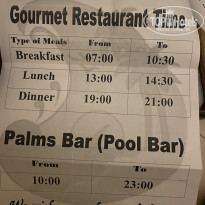 Gourmet Restaurant Time
Type of Meals From To
Breakfast 07:00 10:30
Lunch 13:00 14:30
Dinner 19:00 21:00
Palms Bar (Pool Bar)
From To
10:00 23:00